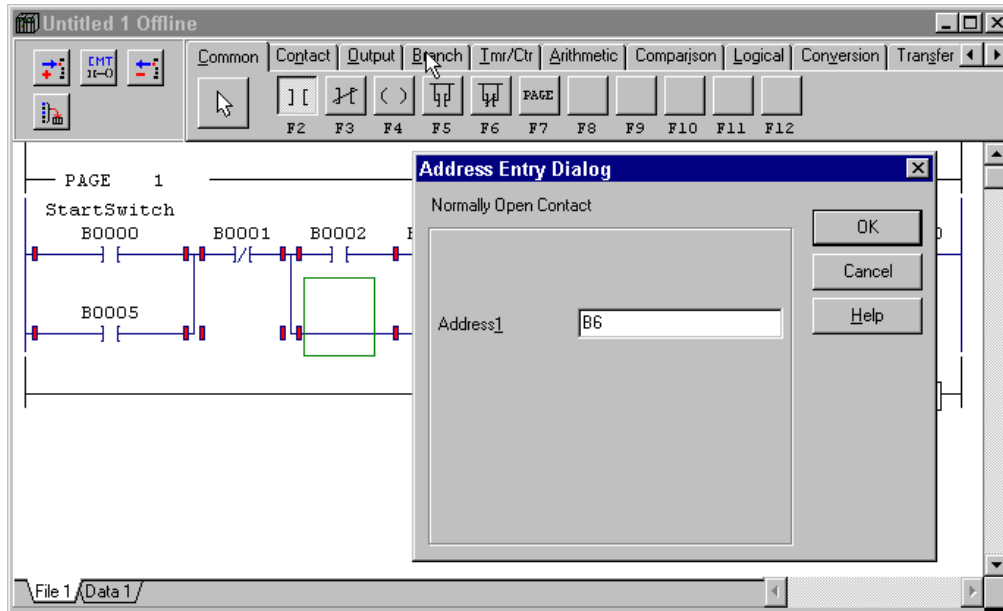 Untitled 1 Offline
Common Contact Output Branch Tmr/Ctr Arithmetic Comparison Logical Conversion Transfer
CMT
PAGE
F2 F3 F4 F5 F6 F7 F8 F9 F10 F11 F12
PAGE 1
StartSwitch
B0000 B0001 B0002
B0005
Address Entry Dialog
Normally Open Contact
Address1 B6
OK
Cancel
Help
File 1 Data 1